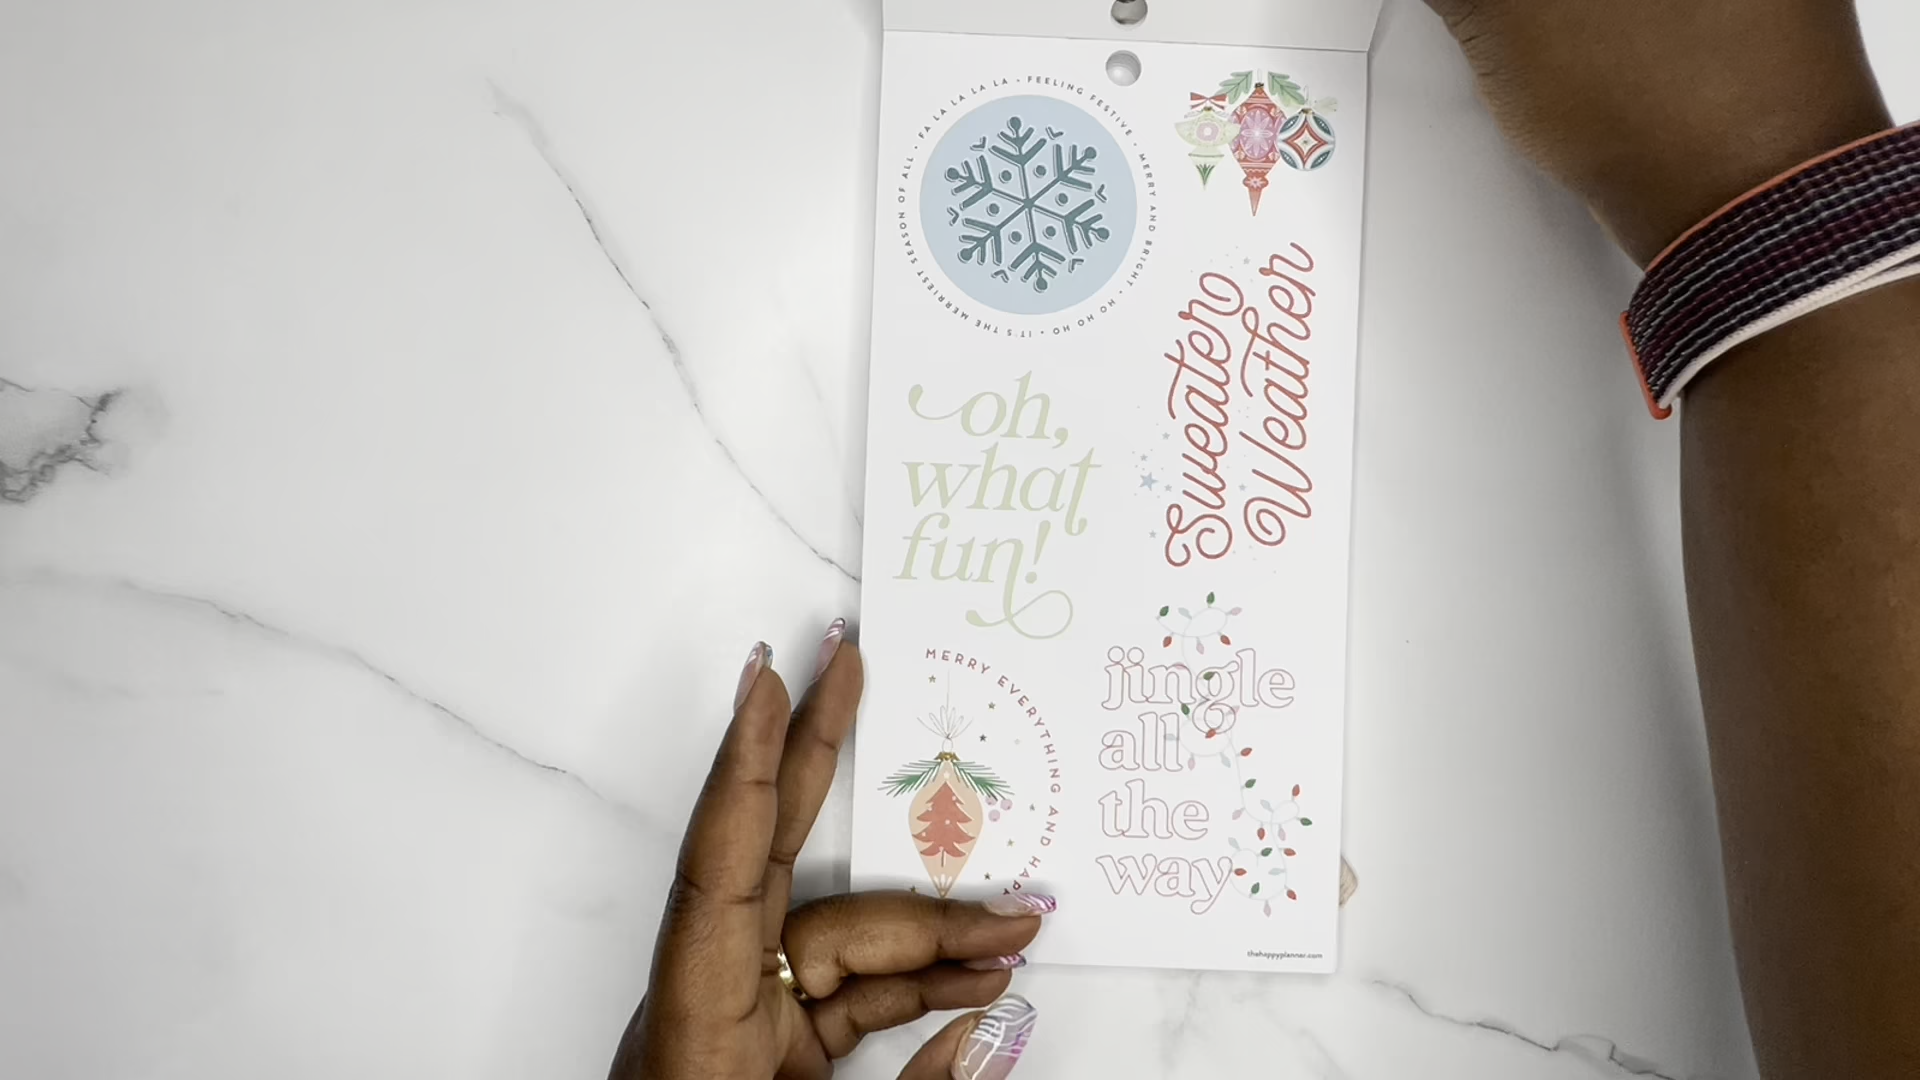 FA LA LA LA LA • FEELING FESTIVE • MERRY AND BRIGHT • HO HO HO • IT'S THE MERRIEST SEASON OF ALL •
Sweater
Weather
oh,
what
fun!
MERRY EVERYTHING AND
jingle
all
the
way
thehappyplanner.com